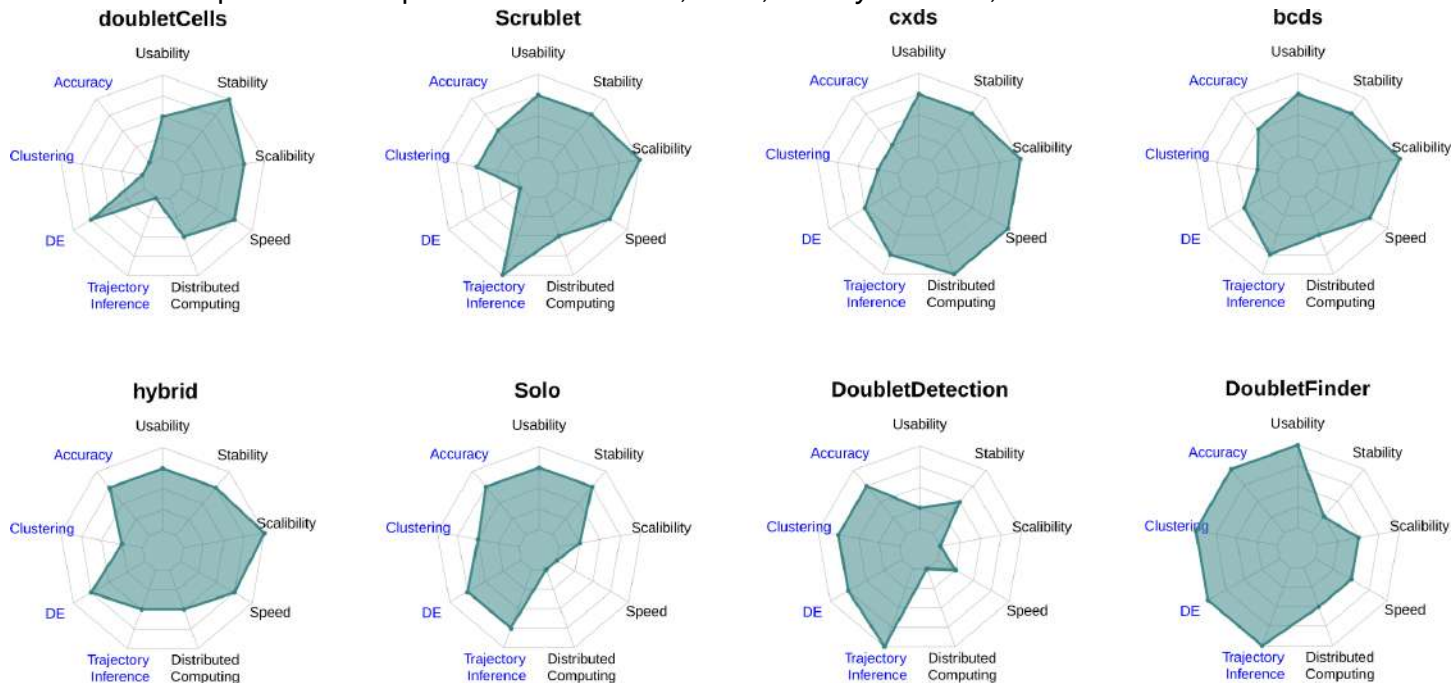 doubletCells
Usability
Accuracy
Stability
Clustering
Scalibility
DE
Speed
Trajectory
Inference
Distributed
Computing
Scrublet
Usability
Accuracy
Stability
Clustering
Scalibility
DE
Speed
Trajectory
Inference
Distributed
Computing
cxds
Usability
Accuracy
Stability
Clustering
Scalibility
DE
Speed
Trajectory
Inference
Distributed
Computing
bcds
Usability
Accuracy
Stability
Clustering
Scalibility
DE
Speed
Trajectory
Inference
Distributed
Computing
hybrid
Usability
Accuracy
Stability
Clustering
Scalibility
DE
Speed
Trajectory
Inference
Distributed
Computing
Solo
Usability
Accuracy
Stability
Clustering
Scalibility
DE
Speed
Trajectory
Inference
Distributed
Computing
DoubletDetection
Usability
Accuracy
Stability
Clustering
Scalibility
DE
Speed
Trajectory
Inference
Distributed
Computing
DoubletFinder
Usability
Accuracy
Stability
Clustering
Scalibility
DE
Speed
Trajectory
Inference
Distributed
Computing